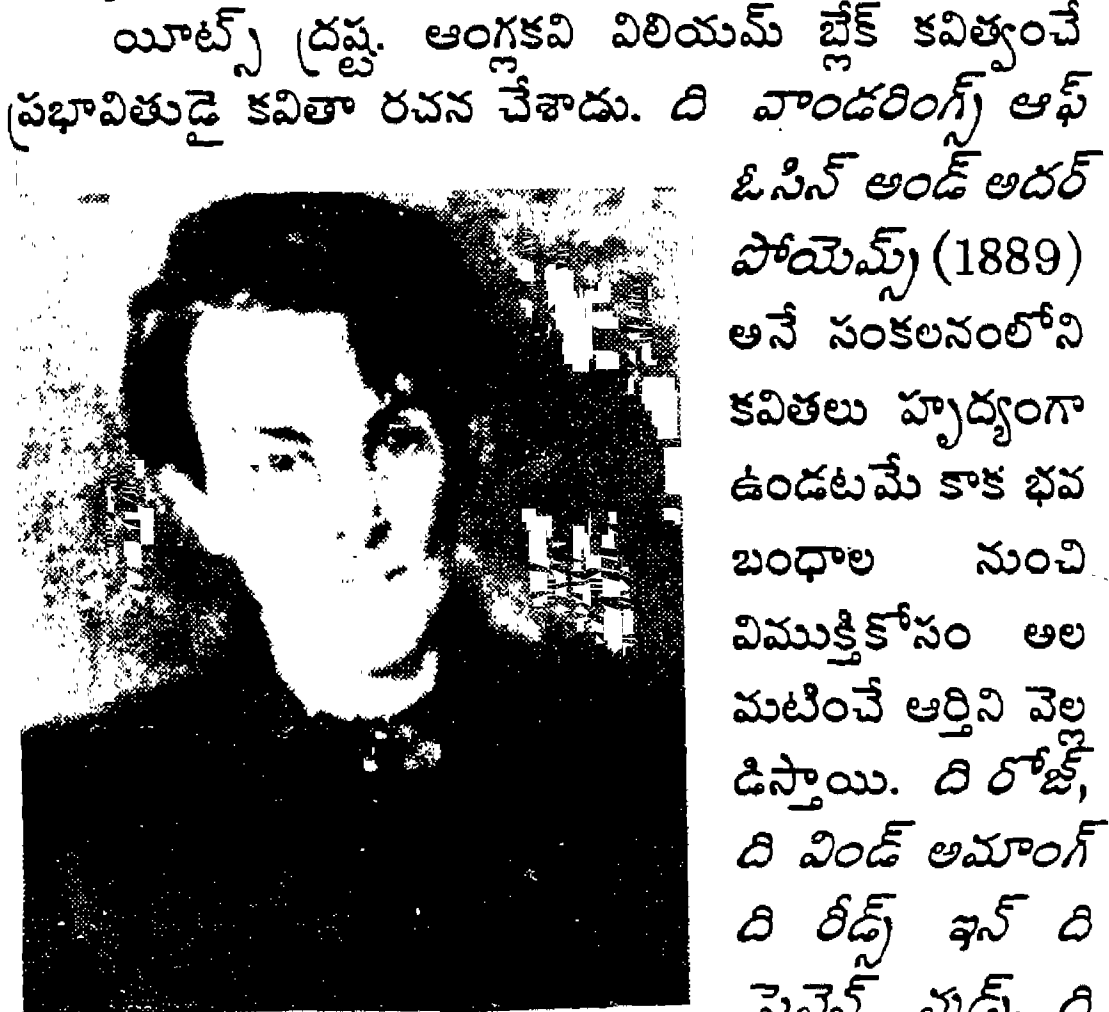 యీట్స్ ద్రష్ట. ఆంగ్లకవి విలియమ్ బ్లేక్ కవిత్వంచే
ప్రభావితుడై కవితా రచన చేశాడు. ది వాండరింగ్స్ ఆఫ్
ఓసిన్ అండ్ అదర్
పోయెమ్స్ (1889)
అనే సంకలనంలోని
కవితలు హృద్యంగా
ఉండటమే కాక భవ
బంధాల నుంచి
విముక్తికోసం అల
మటించే ఆర్తిని వెల్ల
డిస్తాయి. ది రోజ్,
ది విండ్ అమాంగ్
ది రీడ్స్ ఇన్ ది
సెవెన్ వుడ్స్, ది